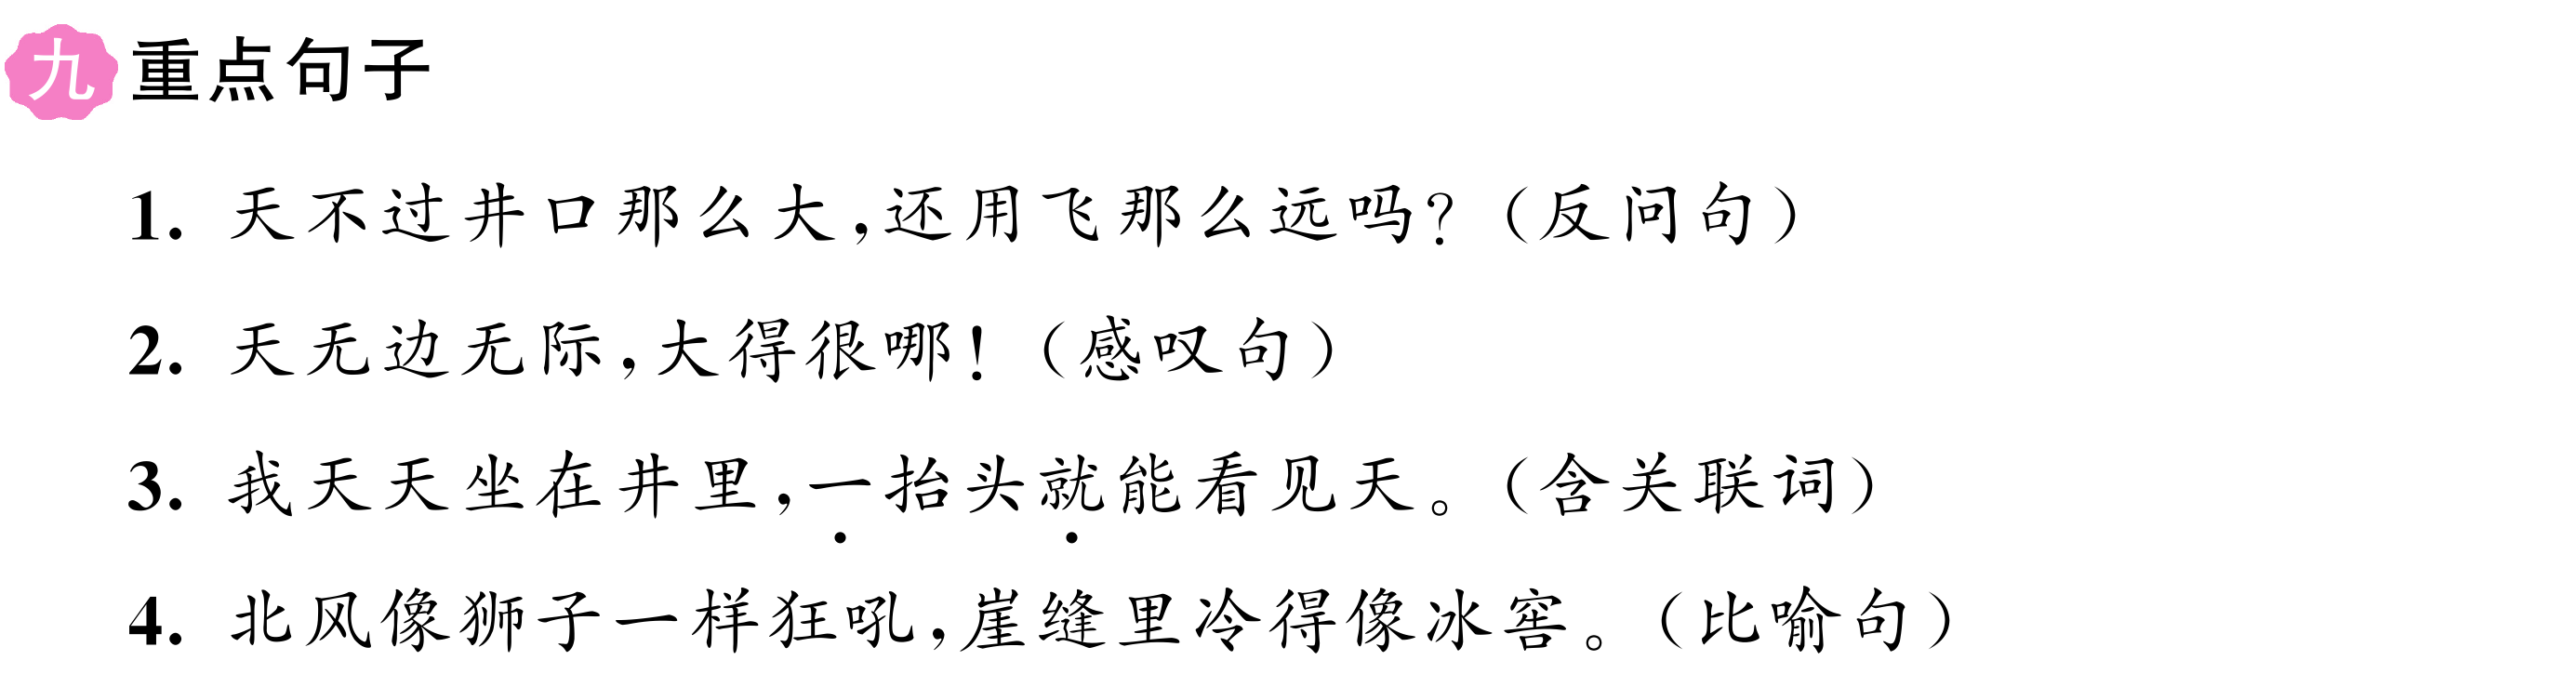 九 重点句子
1. 天不过井口那么大,还用飞那么远吗?(反问句)
2. 天无边无际,大得很哪!(感叹句)
3. 我天天坐在井里,一抬头就能看见天。(含关联词)
4. 北风像狮子一样狂吼,崖缝里冷得像冰窖。(比喻句)